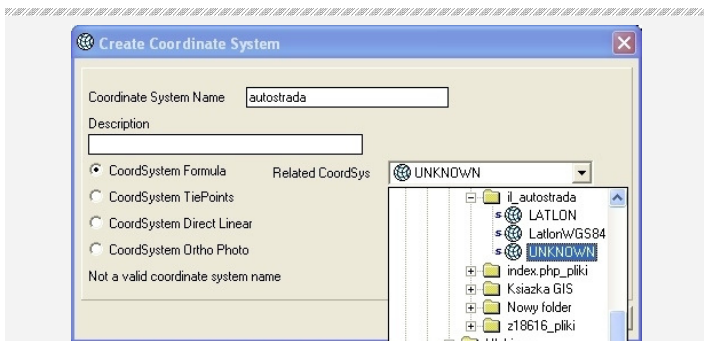 Create Coordinate System
Coordinate System Name autostrada
Description
CoordSystem Formula Related CoordSys UNKNOWN
CoordSystem TiePoints
CoordSystem Direct Linear
CoordSystem Ortho Photo
Not a valid coordinate system name
il_autostrada
s LATLON
s LatlonWGS84
s UNKNOWN
index.php_pliki
Ksiazka GIS
Nowy folder
z18616_pliki